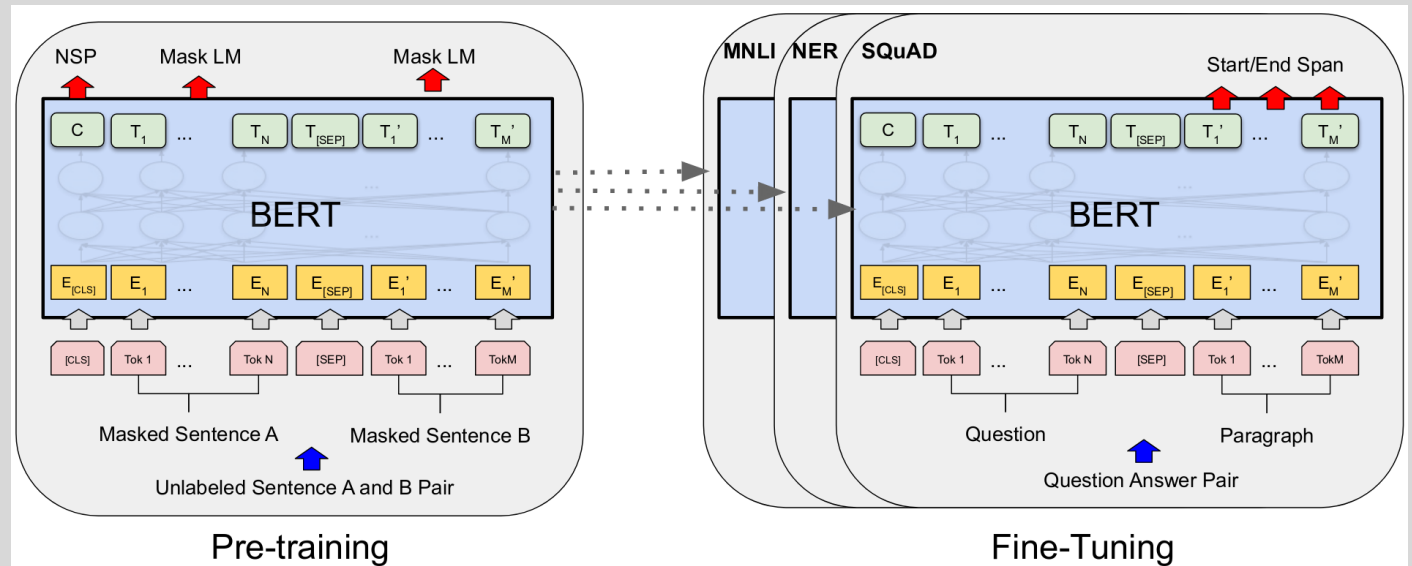 NSP Mask LM Mask LM
C T1 ... TN T[SEP] T1’ ... TM’
...
BERT
...
E[CLS] E1 ... EN E[SEP] E1’ ... EM’
[CLS] Tok 1 ... Tok N [SEP] Tok 1 ... TokM
Masked Sentence A Masked Sentence B
Unlabeled Sentence A and B Pair
Pre-training
MNLI NER SQuAD
Start/End Span
C T1 ... TN T[SEP] T1’ ... TM’
...
BERT
...
E[CLS] E1 ... EN E[SEP] E1’ ... EM’
[CLS] Tok 1 ... Tok N [SEP] Tok 1 ... TokM
Question Paragraph
Question Answer Pair
Fine-Tuning